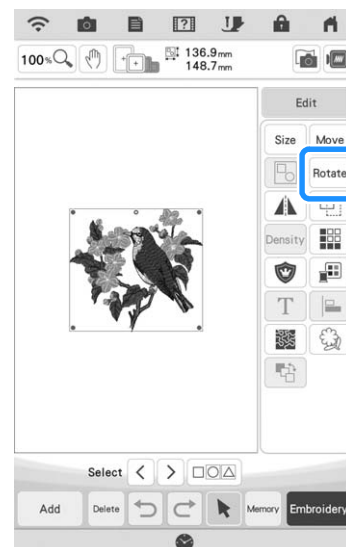 100%
136.9mm
148.7mm
Edit
Size Move
Rotate
Density
T
Select
Add Delete Memory Embroidery